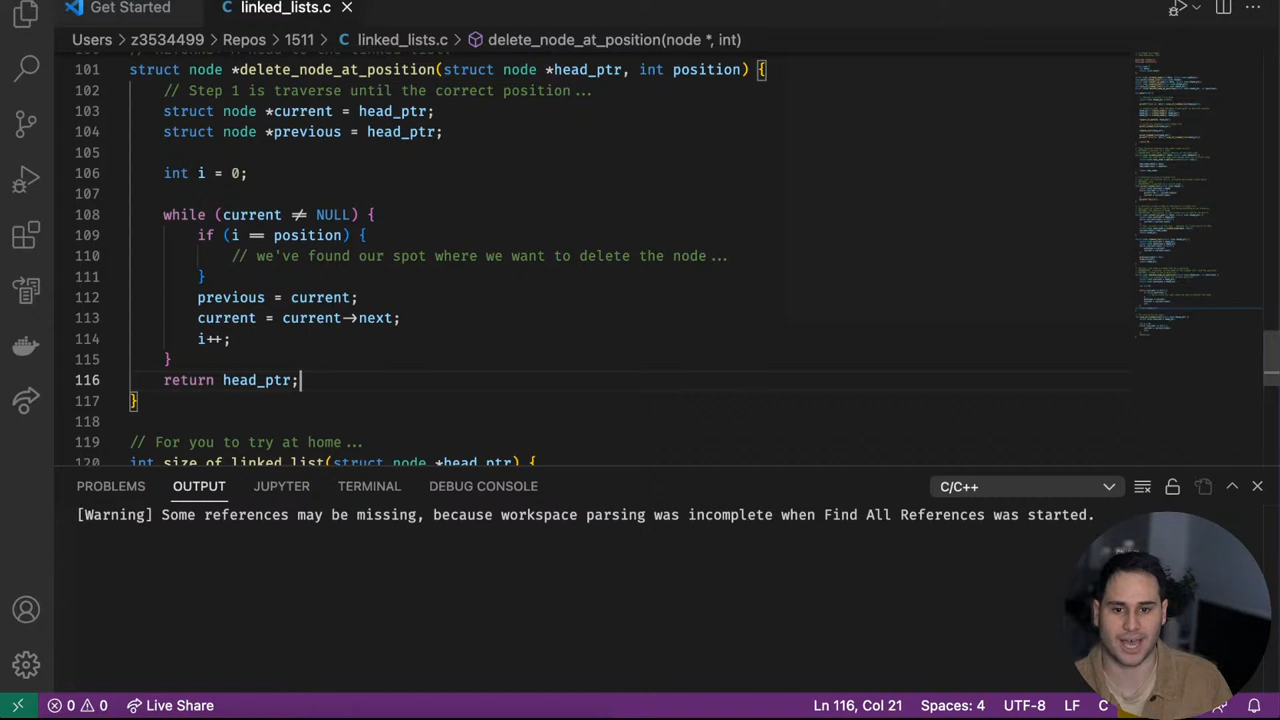 Get Started
linked_lists.c
Users > z3534499 > Repos > 1511 > linked_lists.c > delete_node_at_position(node *, int)
101 struct node *delete_node_at_position(struct node *head_ptr, int position) {
102 // Step 1 is traverse until the correct position...
103 struct node *current = head_ptr;
104 struct node *previous = head_ptr;
105
106 int i = 0;
107
108 while (current != NULL) {
109 if (i == position) {
110 // we've found our spot where we want to delete the node...
111 }
112 previous = current;
113 current = current->next;
114 i++;
115 }
116 return head_ptr;
117 }
118
119 // For you to try at home...
120 int size_of_linked_list(struct node *head_ptr) {
PROBLEMS OUTPUT JUPYTER TERMINAL DEBUG CONSOLE C/C++
[Warning] Some references may be missing, because workspace parsing was incomplete when Find All References was started.
0 0 Live Share Ln 116, Col 21 Spaces: 4 UTF-8 LF C